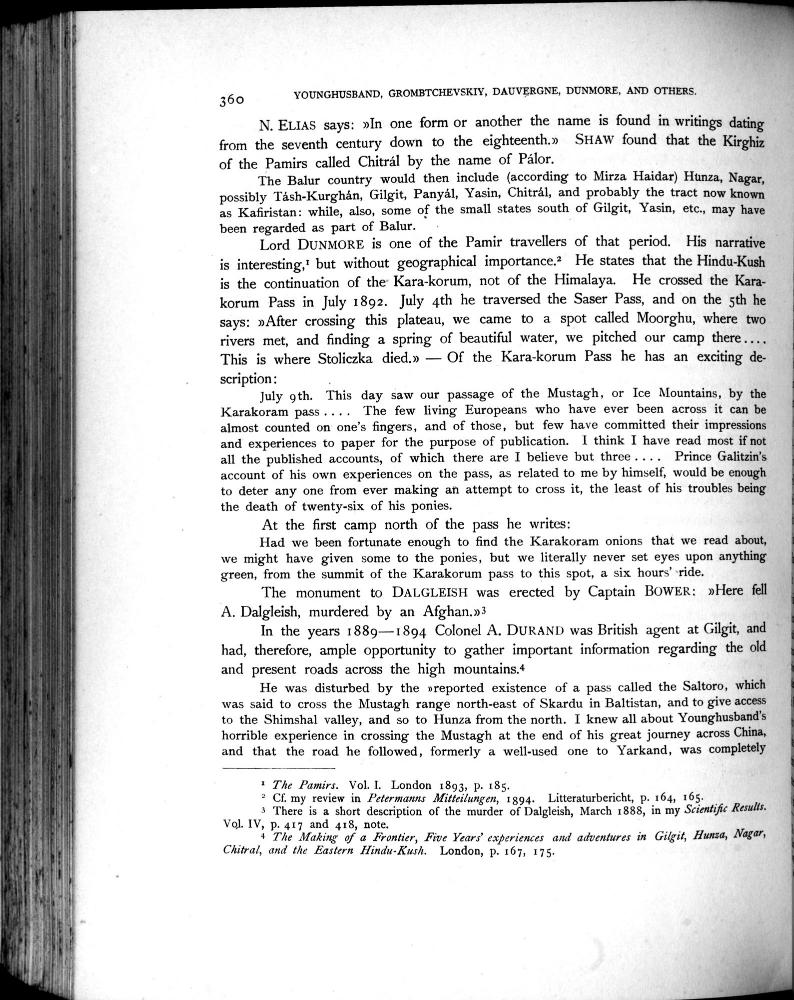 360
YOUNGHUSBAND, GROMBTCHEVSKIY, DAUVERGNE, DUNMORE, AND OTHERS.
N. ELIAS says: »In one form or another the name is found in writings dating
from the seventh century down to the eighteenth.» SHAW found that the Kirghiz
of the Pamirs called Chitrál by the name of Pálor.
The Balur country would then include (according to Mirza Haidar) Hunza, Nagar,
possibly Tásh-Kurghán, Gilgit, Panyál, Yasin, Chitrál, and probably the tract now known
as Kafiristan: while, also, some of the small states south of Gilgit, Yasin, etc., may have
been regarded as part of Balur.
Lord DUNMORE is one of the Pamir travellers of that period. His narrative
is interesting,¹ but without geographical importance.² He states that the Hindu-Kush
is the continuation of the Kara-korum, not of the Himalaya. He crossed the Kara-
korum Pass in July 1892. July 4th he traversed the Saser Pass, and on the 5th he
says: »After crossing this plateau, we came to a spot called Moorghu, where two
rivers met, and finding a spring of beautiful water, we pitched our camp there....
This is where Stoliczka died.» — Of the Kara-korum Pass he has an exciting de-
scription:
July 9th. This day saw our passage of the Mustagh, or Ice Mountains, by the
Karakoram pass .... The few living Europeans who have ever been across it can be
almost counted on one's fingers, and of those, but few have committed their impressions
and experiences to paper for the purpose of publication. I think I have read most if not
all the published accounts, of which there are I believe but three .... Prince Galitzin's
account of his own experiences on the pass, as related to me by himself, would be enough
to deter any one from ever making an attempt to cross it, the least of his troubles being
the death of twenty-six of his ponies.
At the first camp north of the pass he writes:
Had we been fortunate enough to find the Karakoram onions that we read about,
we might have given some to the ponies, but we literally never set eyes upon anything
green, from the summit of the Karakorum pass to this spot, a six hours' ride.
The monument to DALGLEISH was erected by Captain BOWER: »Here fell
A. Dalgleish, murdered by an Afghan.»³
In the years 1889—1894 Colonel A. DURAND was British agent at Gilgit, and
had, therefore, ample opportunity to gather important information regarding the old
and present roads across the high mountains.⁴
He was disturbed by the »reported existence of a pass called the Saltoro, which
was said to cross the Mustagh range north-east of Skardu in Baltistan, and to give access
to the Shimshal valley, and so to Hunza from the north. I knew all about Younghusband's
horrible experience in crossing the Mustagh at the end of his great journey across China,
and that the road he followed, formerly a well-used one to Yarkand, was completely
¹ The Pamirs. Vol. I. London 1893, p. 185.
² Cf. my review in Petermanns Mitteilungen, 1894. Litteraturbericht, p. 164, 165.
³ There is a short description of the murder of Dalgleish, March 1888, in my Scientific Results.
Vol. IV, p. 417 and 418, note.
⁴ The Making of a Frontier, Five Years' experiences and adventures in Gilgit, Hunza, Nagar,
Chitral, and the Eastern Hindu-Kush. London, p. 167, 175.